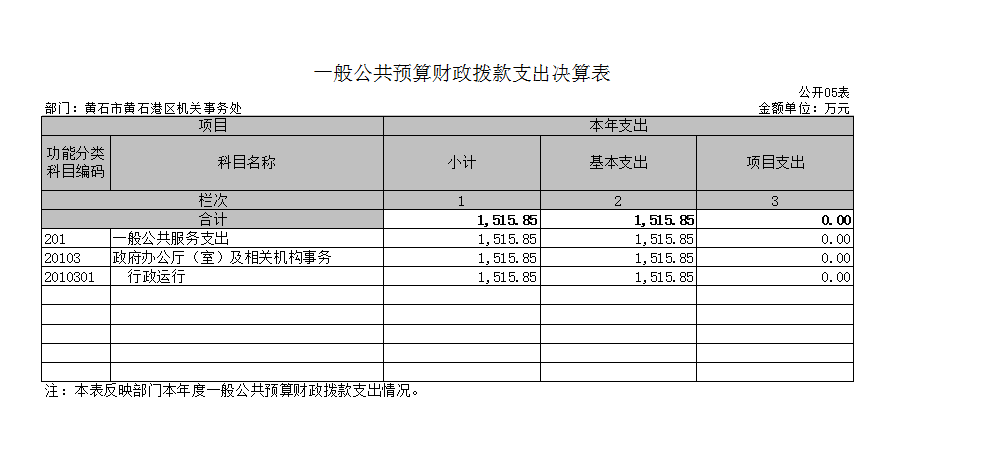 一般公共预算财政拨款支出决算表
公开05表
部门：黄石市黄石港区机关事务处 金额单位：万元
项目 本年支出
功能分类
科目编码 科目名称 小计 基本支出 项目支出
栏次 1 2 3
合计 1,515.85 1,515.85 0.00
201 一般公共服务支出 1,515.85 1,515.85 0.00
20103 政府办公厅（室）及相关机构事务 1,515.85 1,515.85 0.00
2010301 行政运行 1,515.85 1,515.85 0.00
注：本表反映部门本年度一般公共预算财政拨款支出情况。